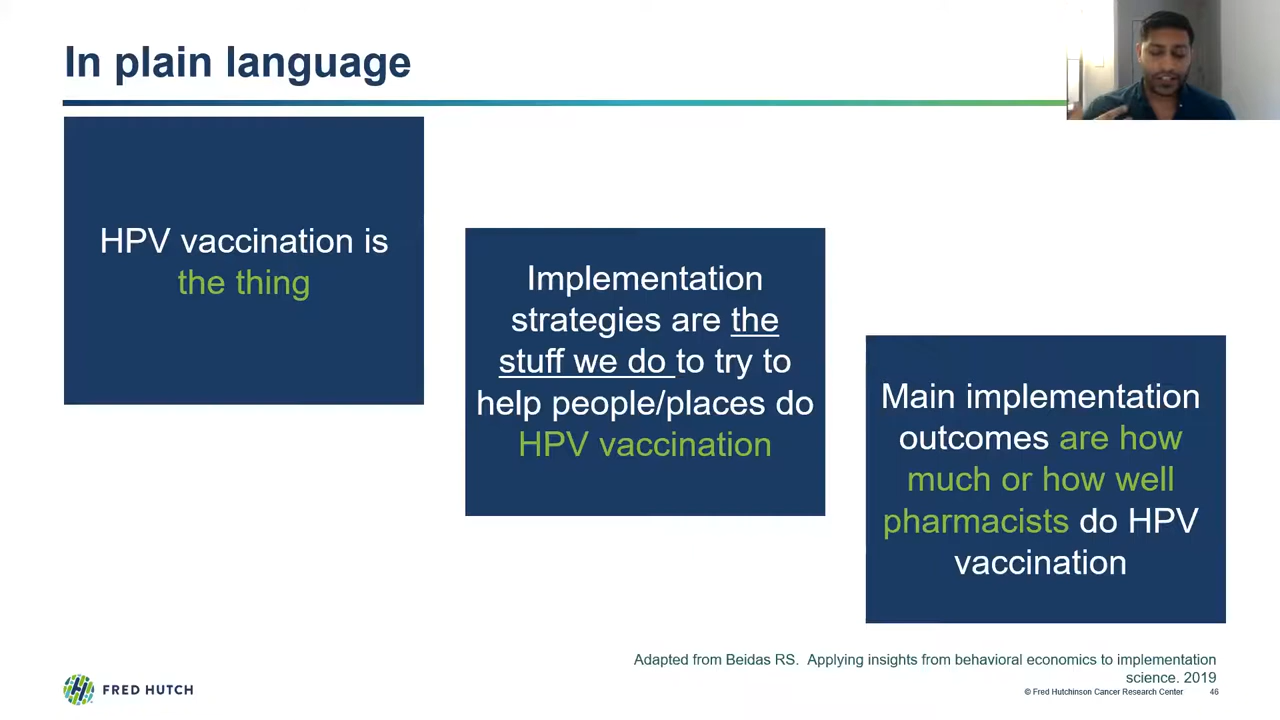 In plain language
HPV vaccination is
the thing
Implementation
strategies are the
stuff we do to try to
help people/places do
HPV vaccination
Main implementation
outcomes are how
much or how well
pharmacists do HPV
vaccination
Adapted from Beidas RS. Applying insights from behavioral economics to implementation
science. 2019
FRED HUTCH
© Fred Hutchinson Cancer Research Center 46